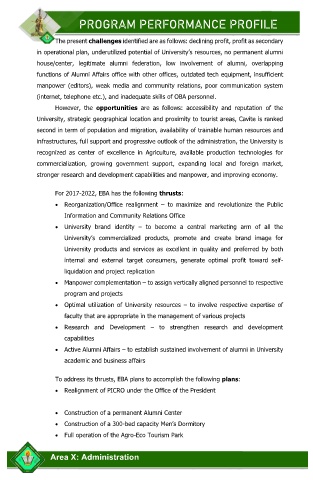 PROGRAM PERFORMANCE PROFILE
The present challenges identified are as follows: declining profit, profit as secondary
in operational plan, underutilized potential of University's resources, no permanent alumni
house/center, legitimate alumni federation, low involvement of alumni, overlapping
functions of Alumni Affairs office with other offices, outdated tech equipment, insufficient
manpower (editors), weak media and community relations, poor communication system
(internet, telephone etc.), and inadequate skills of OBA personnel.
However, the opportunities are as follows: accessibility and reputation of the
University, strategic geographical location and proximity to tourist areas, Cavite is ranked
second in term of population and migration, availability of trainable human resources and
infrastructures, full support and progressive outlook of the administration, the University is
recognized as center of excellence in Agriculture, available production technologies for
commercialization, growing government support, expanding local and foreign market,
stronger research and development capabilities and manpower, and improving economy.
For 2017-2022, EBA has the following thrusts:
• Reorganization/Office realignment – to maximize and revolutionize the Public
Information and Community Relations Office
• University brand identity – to become a central marketing arm of all the
University's commercialized products, promote and create brand image for
University products and services as excellent in quality and preferred by both
internal and external target consumers, generate optimal profit toward self-
liquidation and project replication
• Manpower complementation – to assign vertically aligned personnel to respective
program and projects
• Optimal utilization of University resources – to involve respective expertise of
faculty that are appropriate in the management of various projects
• Research and Development – to strengthen research and development
capabilities
• Active Alumni Affairs – to establish sustained involvement of alumni in University
academic and business affairs
To address its thrusts, EBA plans to accomplish the following plans:
• Realignment of PICRO under the Office of the President
• Construction of a permanent Alumni Center
• Construction of a 300-bed capacity Men's Dormitory
• Full operation of the Agro-Eco Tourism Park
Area X: Administration